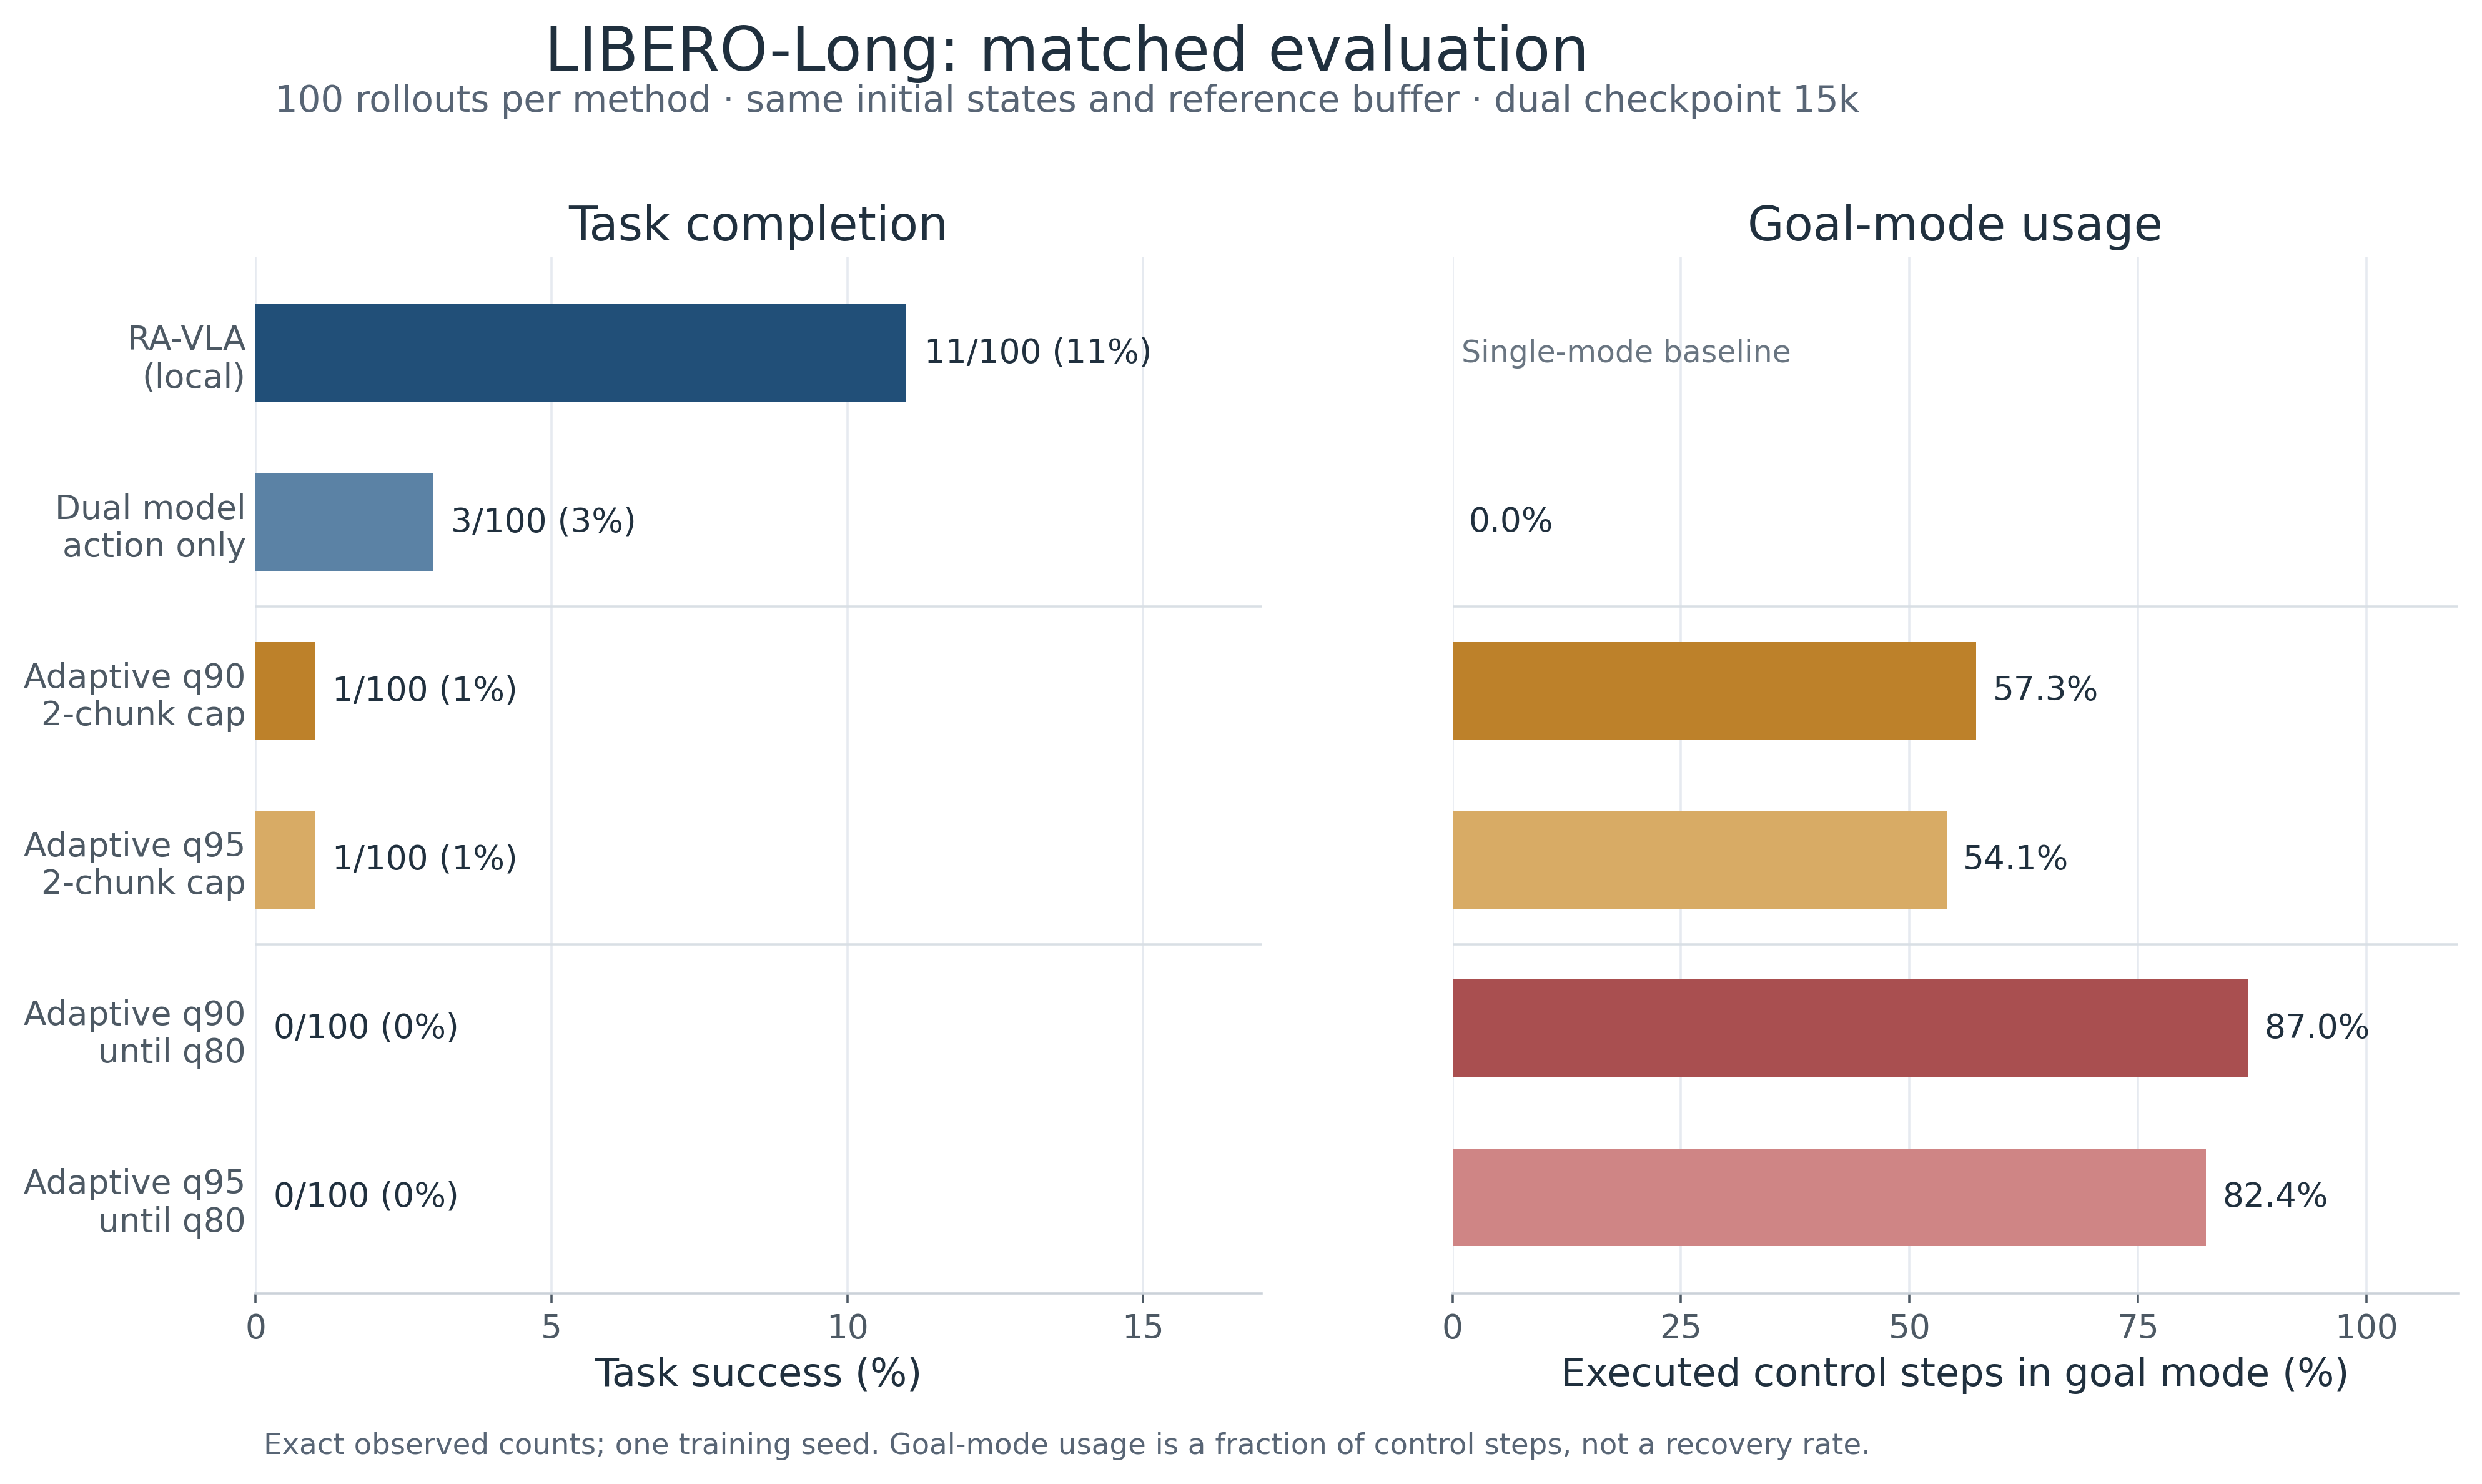 LIBERO-Long: matched evaluation
100 rollouts per method · same initial states and reference buffer · dual checkpoint 15k
Task completion
RA-VLA
(local)
11/100 (11%)
Dual model
action only
3/100 (3%)
Adaptive q90
2-chunk cap
1/100 (1%)
Adaptive q95
2-chunk cap
1/100 (1%)
Adaptive q90
until q80
0/100 (0%)
Adaptive q95
until q80
0/100 (0%)
0 5 10 15
Task success (%)
Goal-mode usage
Single-mode baseline
0.0%
57.3%
54.1%
87.0%
82.4%
0 25 50 75 100
Executed control steps in goal mode (%)
Exact observed counts; one training seed. Goal-mode usage is a fraction of control steps, not a recovery rate.